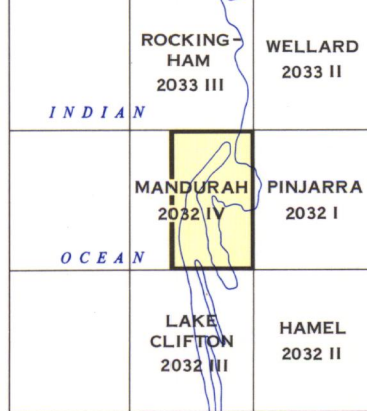 ROCKING-
HAM
2033 III
WELLARD
2033 II
INDIAN
MANDURAH
2032 IV
PINJARRA
2032 I
OCEAN
LAKE
CLIFTON
2032 III
HAMEL
2032 II